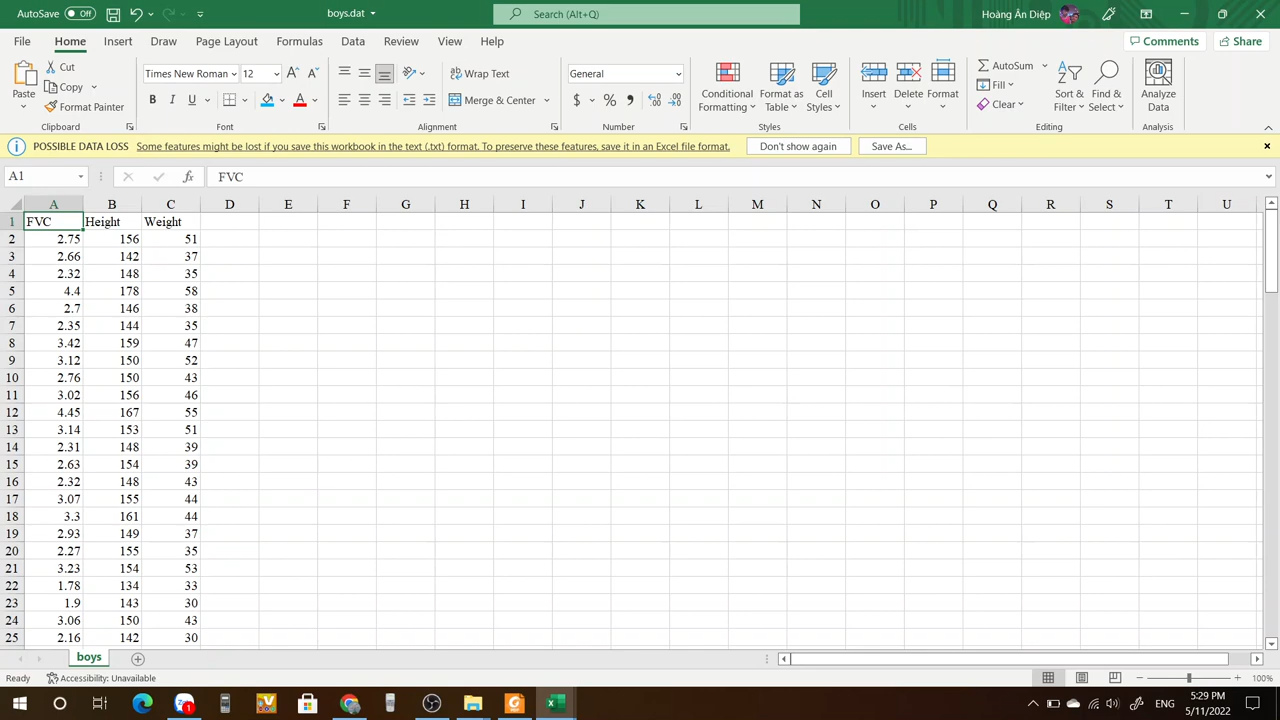 AutoSave Off boys.dat Search (Alt+Q) Hoàng Ân Diệp
File Home Insert Draw Page Layout Formulas Data Review View Help Comments Share
Paste Cut Copy Format Painter
Clipboard
Times New Roman 12
B I U A
Font
Wrap Text
Merge & Center
Alignment
General
$ % ,
Number
Conditional Formatting
Format as Table
Cell Styles
Styles
Insert Delete Format
Cells
AutoSum
Fill
Clear
Sort & Filter
Find & Select
Editing
Analyze Data
Analysis
POSSIBLE DATA LOSS Some features might be lost if you save this workbook in the text (.txt) format. To preserve these features, save it in an Excel file format. Don't show again Save As...
A1 fx FVC
A B C D E F G H I J K L M N O P Q R S T U
1 FVC Height Weight
2 2.75 156 51
3 2.66 142 37
4 2.32 148 35
5 4.4 178 58
6 2.7 146 38
7 2.35 144 35
8 3.42 159 47
9 3.12 150 52
10 2.76 150 43
11 3.02 156 46
12 4.45 167 55
13 3.14 153 51
14 2.31 148 39
15 2.63 154 39
16 2.32 148 43
17 3.07 155 44
18 3.3 161 44
19 2.93 149 37
20 2.27 155 35
21 3.23 154 53
22 1.78 134 33
23 1.9 143 30
24 3.06 150 43
25 2.16 142 30
boys
Ready Accessibility: Unavailable 100%
1 ENG 5:29 PM
5/11/2022